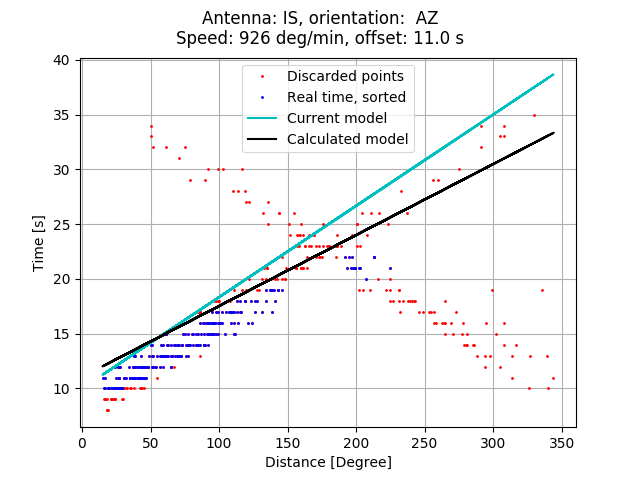 Antenna: IS, orientation:  AZ
Speed: 926 deg/min, offset: 11.0 s
Discarded points
Real time, sorted
Current model
Calculated model
Time [s]
40
35
30
25
20
15
10
0 50 100 150 200 250 300 350
Distance [Degree]